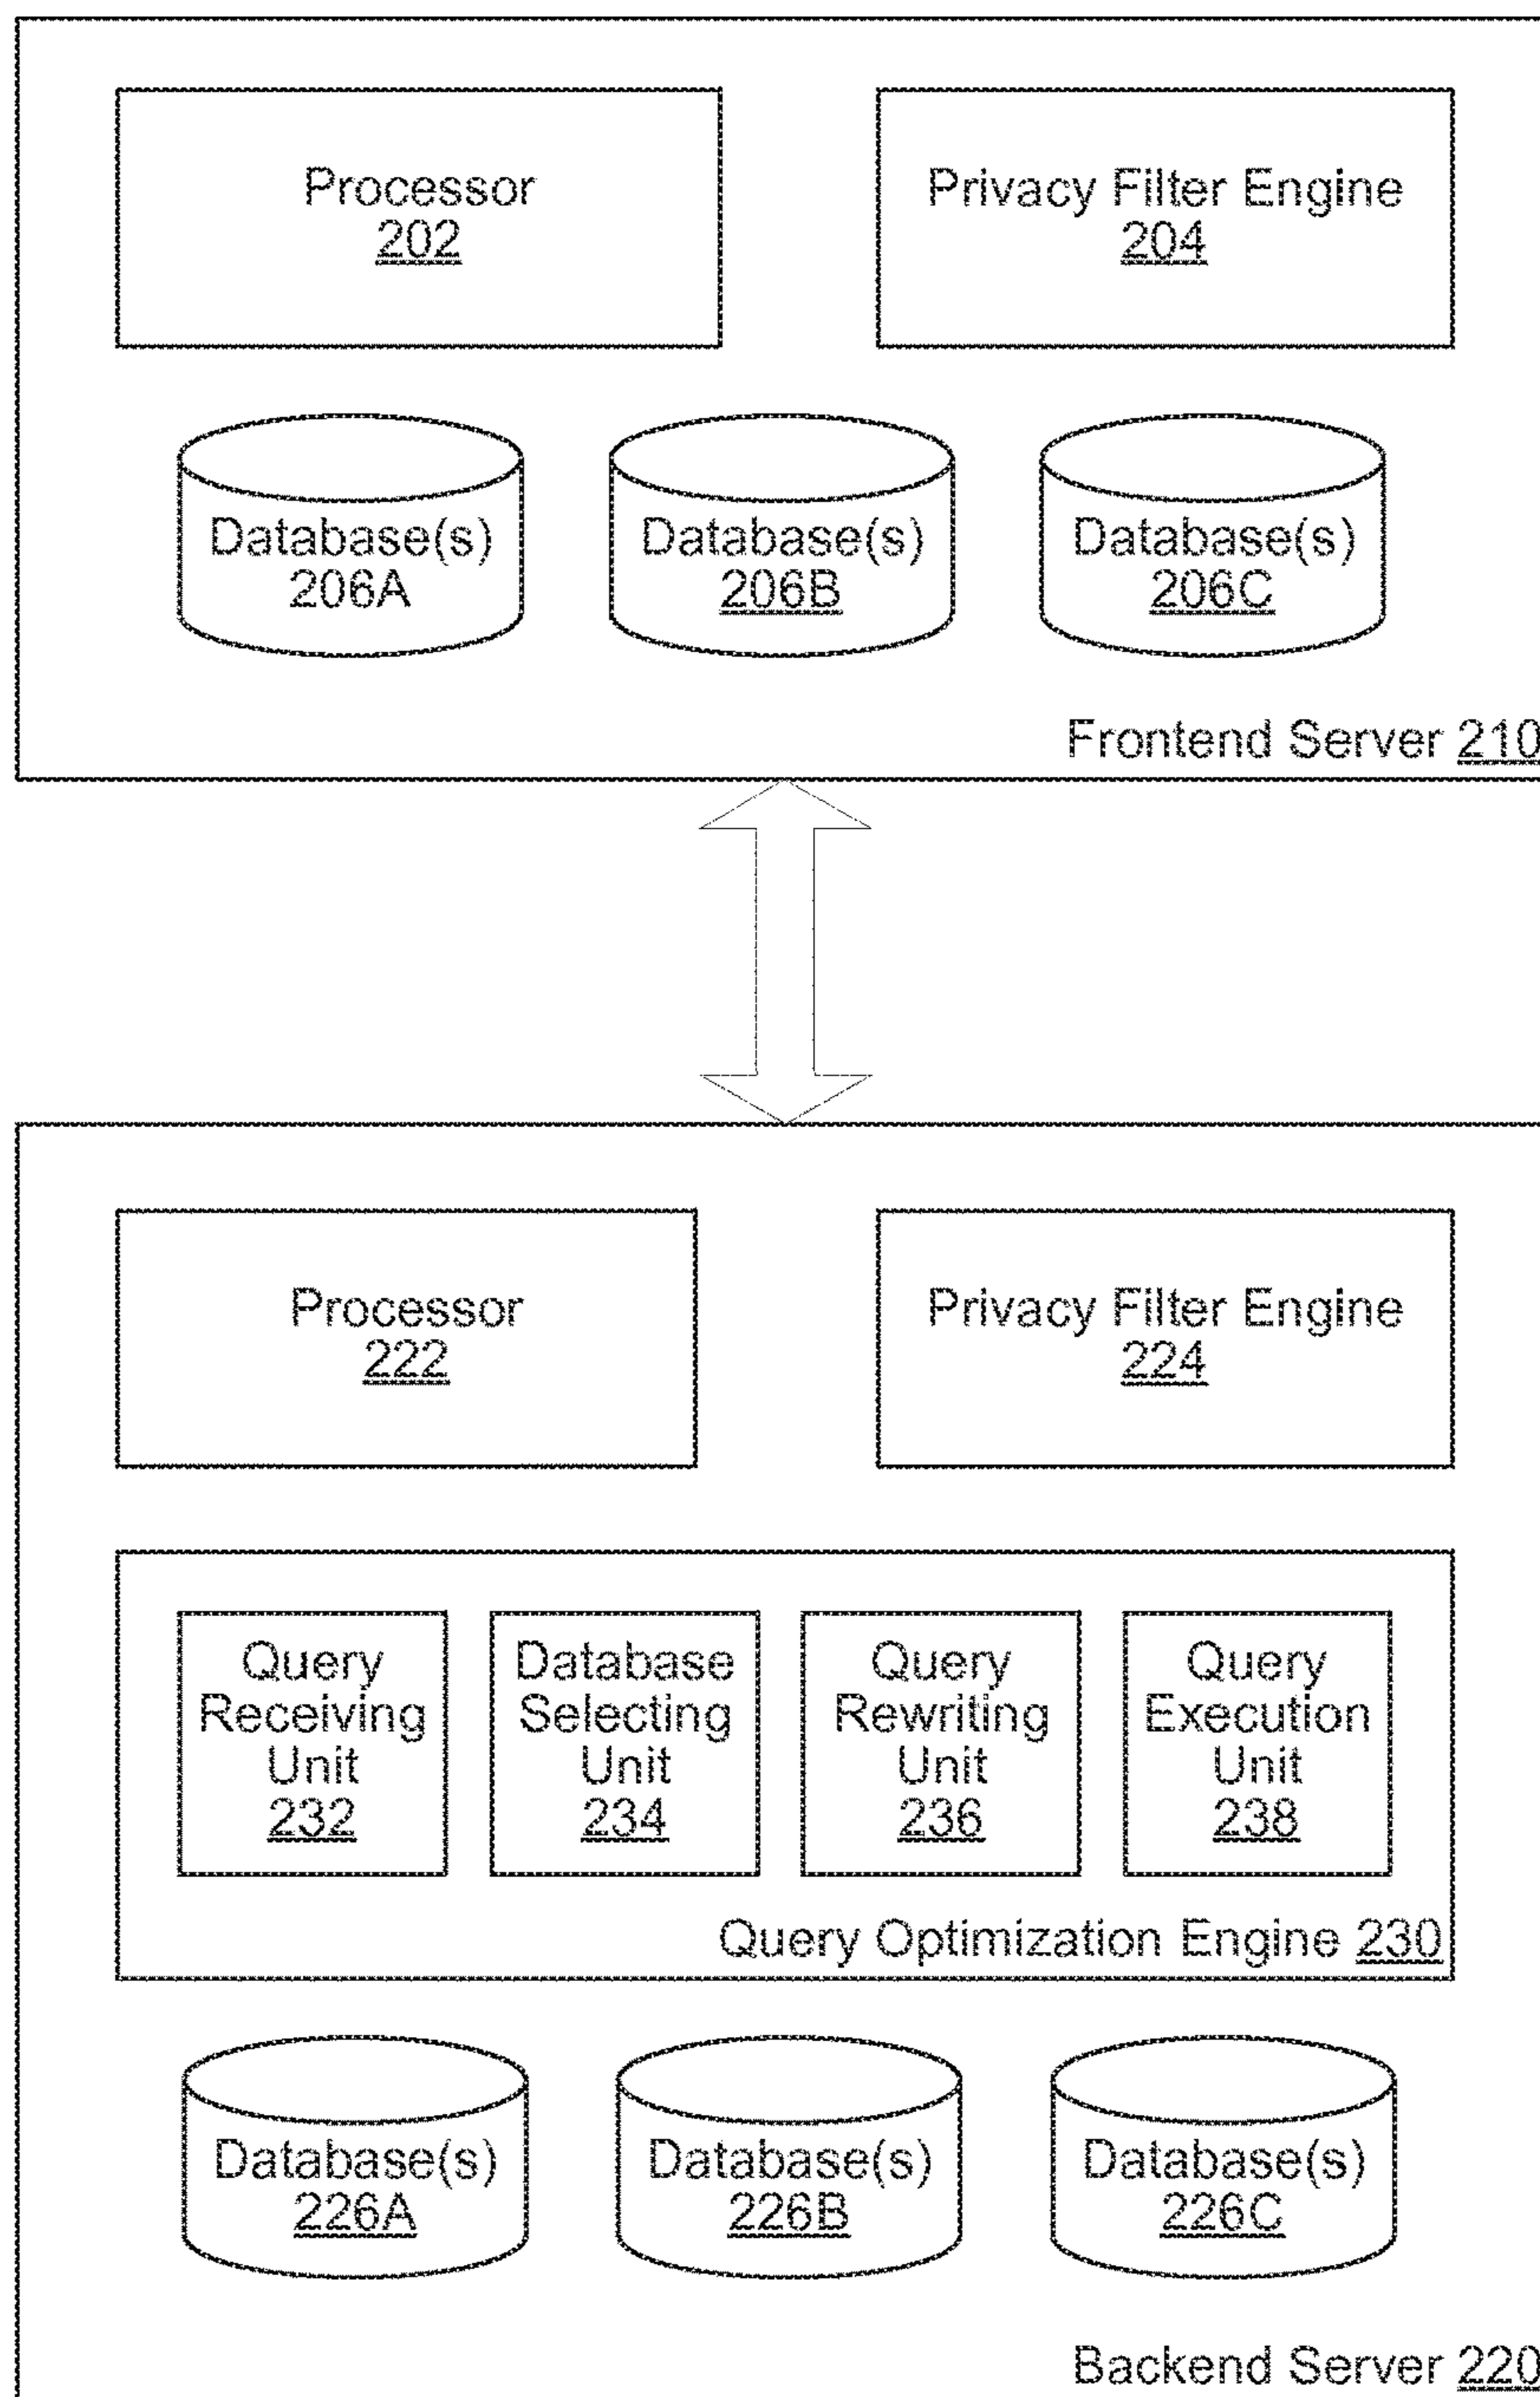 Processor
202
Privacy Filter Engine
204
Database(s)
206A
Database(s)
206B
Database(s)
206C
Frontend Server 210
Processor
222
Privacy Filter Engine
224
Query
Receiving
Unit
232
Database
Selecting
Unit
234
Query
Rewriting
Unit
236
Query
Execution
Unit
238
Query Optimization Engine 230
Database(s)
226A
Database(s)
226B
Database(s)
226C
Backend Server 220